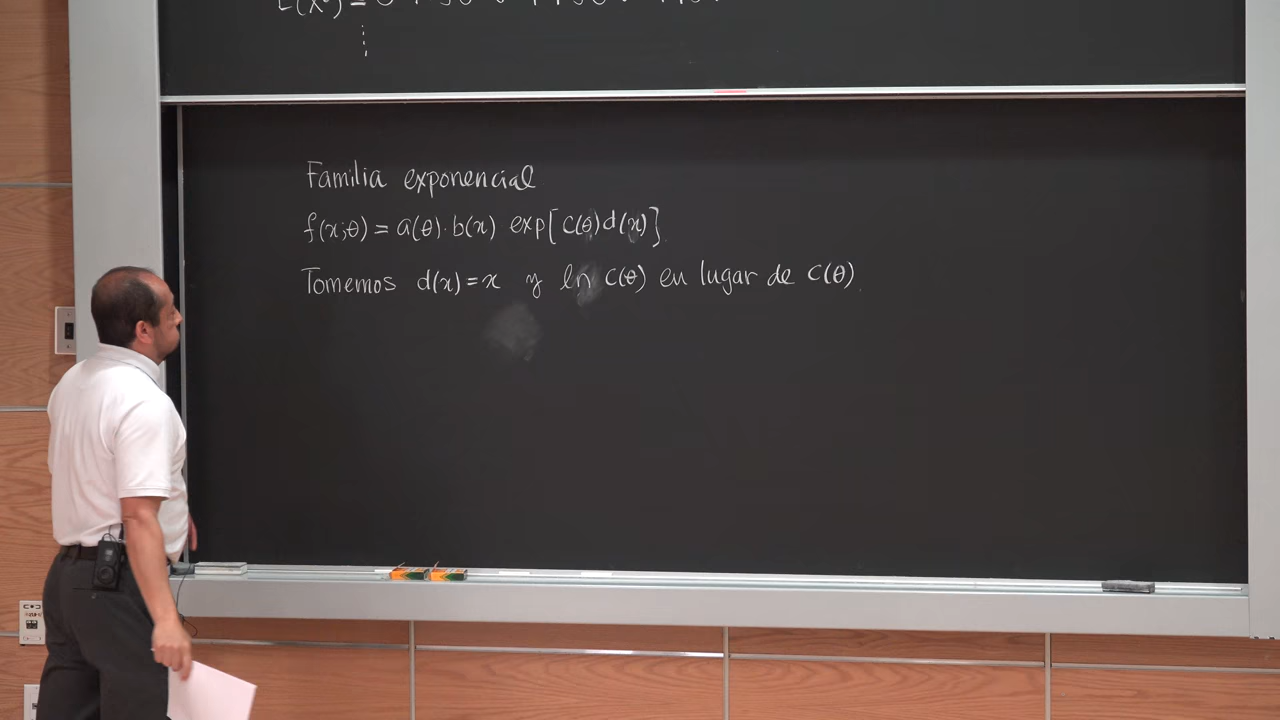 Familia exponencial
f(x;θ) = a(θ)·b(x) exp[c(θ)d(x)].
Tomemos d(x)=x y ln c(θ) en lugar de c(θ).